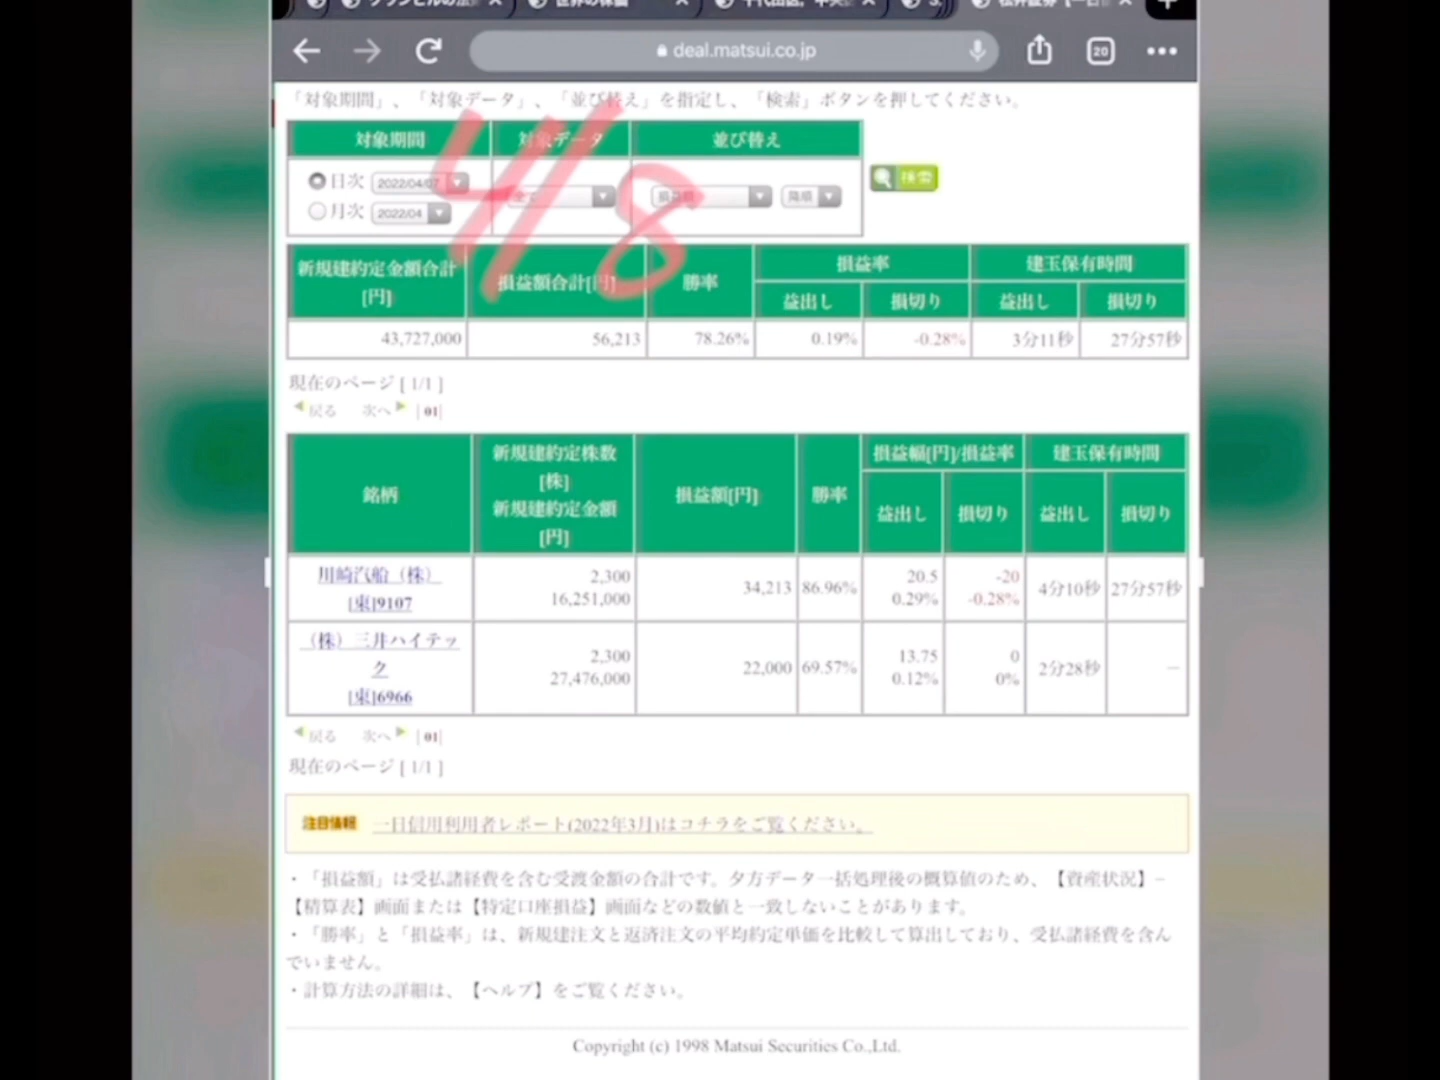 世界の株価
deal.matsui.co.jp
20
「対象期間」、「対象データ」、「並び替え」を指定し、「検索」ボタンを押してください。
対象期間 対象データ 並び替え
日次 2022/04/07 全て 損益額 降順 検索
月次 2022/04
4/8
新規建約定金額合計[円] 損益額合計[円] 勝率 損益率 建玉保有時間
益出し 損切り 益出し 損切り
43,727,000 56,213 78.26% 0.19% -0.28% 3分11秒 27分57秒
現在のページ [ 1/1 ]
戻る 次へ | 01|
銘柄 新規建約定株数[株] 新規建約定金額[円] 損益額[円] 勝率 損益幅[円]/損益率 建玉保有時間
益出し 損切り 益出し 損切り
川崎汽船（株） [東]9107 2,300 16,251,000 34,213 86.96% 20.5 0.29% -20 -0.28% 4分10秒 27分57秒
（株）三井ハイテック [東]6966 2,300 27,476,000 22,000 69.57% 13.75 0.12% 0 0% 2分28秒 －
戻る 次へ | 01|
現在のページ [ 1/1 ]
注目情報 一日信用利用者レポート(2022年3月)はコチラをご覧ください。
・「損益額」は受払諸経費を含む受渡金額の合計です。夕方データ一括処理後の概算値のため、【資産状況】－
【精算表】画面または【特定口座損益】画面などの数値と一致しないことがあります。
・「勝率」と「損益率」は、新規建注文と返済注文の平均約定単価を比較して算出しており、受払諸経費を含ん
でいません。
・計算方法の詳細は、【ヘルプ】をご覧ください。
Copyright (c) 1998 Matsui Securities Co.,Ltd.